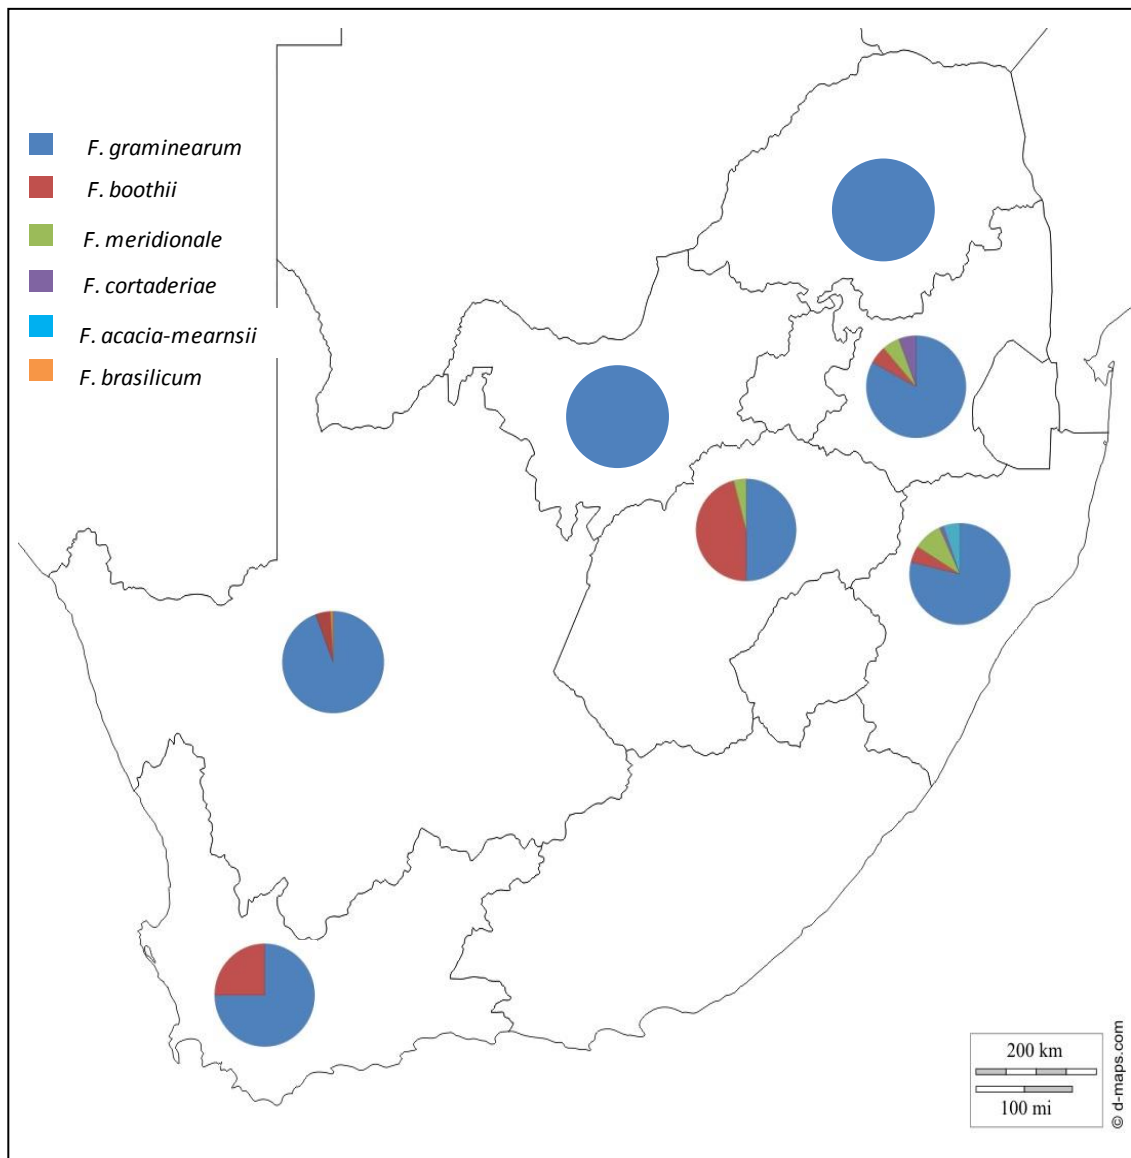 F. graminearum
F. boothii
F. meridionale
F. cortaderiae
F. acacia-mearnsii
F. brasilicum
200 km
100 mi
© d-maps.com